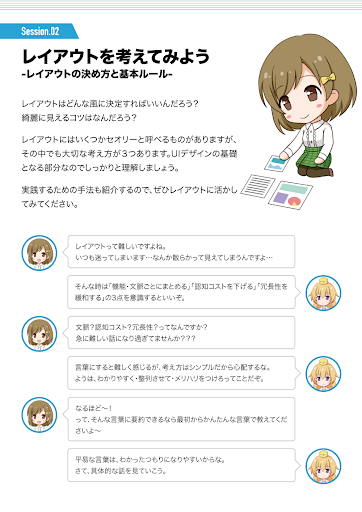 Session.02
レイアウトを考えてみよう
-レイアウトの決め方と基本ルール-
レイアウトはどんな風に決定すればいいんだろう？
綺麗に見えるコツはなんだろう？
レイアウトにはいくつかセオリーと呼べるものがありますが、
その中でも大切な考え方が3つあります。UIデザインの基礎
となる部分なのでしっかりと理解しましょう。
実践するための手法も紹介するので、ぜひレイアウトに活かし
てみてください。
レイアウトって難しいですよね。
いつも迷ってしまいます…なんか散らかって見えてしまうんですよ…
そんな時は「機能・文脈ごとにまとめる」「認知コストを下げる」「冗長性を
緩和する」の3点を意識するといいぞ。
文脈？認知コスト？冗長性？ってなんですか？
急に難しい話になり過ぎてませんか？？？
言葉にすると難しく感じるが、考え方はシンプルだから心配するな。
ようは、わかりやすく・整列させて・メリハリをつけろってことだぞ。
なるほど〜！
って、そんな言葉に要約できるなら最初からかんたんな言葉で教えてくだ
さいよ〜
平易な言葉は、わかったつもりになりやすいからな。
さて、具体的な話を見ていこう。